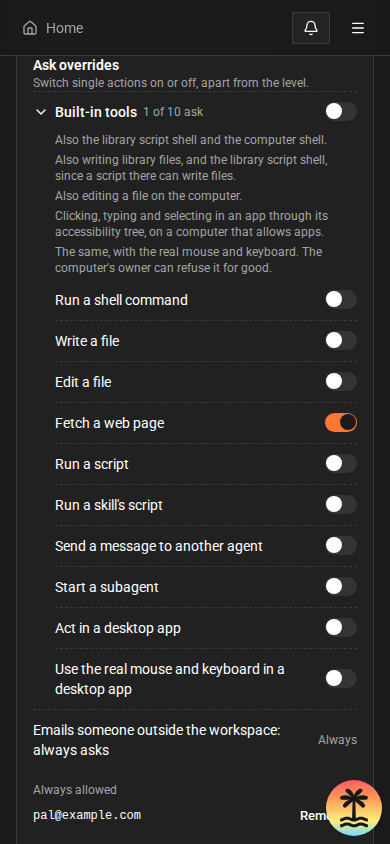 Home
Ask overrides
Switch single actions on or off, apart from the level.
Built-in tools 1 of 10 ask
Also the library script shell and the computer shell.
Also writing library files, and the library script shell,
since a script there can write files.
Also editing a file on the computer.
Clicking, typing and selecting in an app through its
accessibility tree, on a computer that allows apps.
The same, with the real mouse and keyboard. The
computer's owner can refuse it for good.
Run a shell command
Write a file
Edit a file
Fetch a web page
Run a script
Run a skill's script
Send a message to another agent
Start a subagent
Act in a desktop app
Use the real mouse and keyboard in a
desktop app
Emails someone outside the workspace:
always asks
Always
Always allowed
pal@example.com